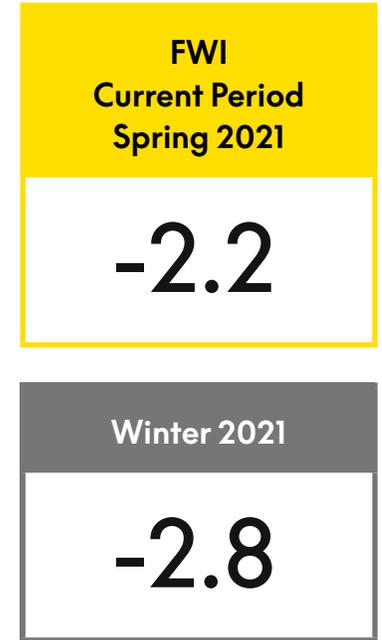 FWI
Current Period
Spring 2021
-2.2
Winter 2021
-2.8